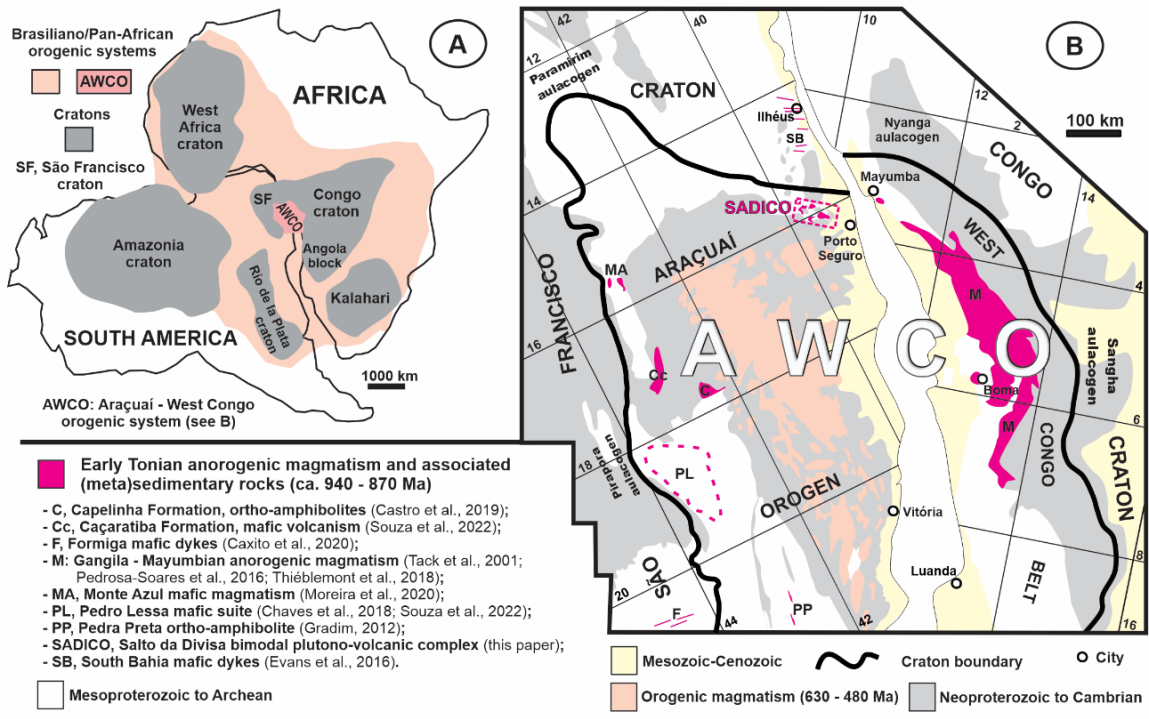 Brasiliano/Pan-African
orogenic systems
AWCO
Cratons
SF, São Francisco
craton
A
AFRICA
West
Africa
craton
SF
AWCO
Congo
craton
Angola
block
Amazonia
craton
Rio de la Plata
craton
Kalahari
SOUTH AMERICA
1000 km
AWCO: Araçuaí - West Congo
orogenic system (see B)
Early Tonian anorogenic magmatism and associated
(meta)sedimentary rocks (ca. 940 - 870 Ma)
- C, Capelinha Formation, ortho-amphibolites (Castro et al., 2019);
- Cc, Caçaratiba Formation, mafic volcanism (Souza et al., 2022);
- F, Formiga mafic dykes (Caxito et al., 2020);
- M: Gangila - Mayumbian anorogenic magmatism (Tack et al., 2001;
Pedrosa-Soares et al., 2016; Thiéblemont et al., 2018);
- MA, Monte Azul mafic magmatism (Moreira et al., 2020);
- PL, Pedro Lessa mafic suite (Chaves et al., 2018; Souza et al., 2022);
- PP, Pedra Preta ortho-amphibolite (Gradim, 2012);
- SADICO, Salto da Divisa bimodal plutono-volcanic complex (this paper);
- SB, South Bahia mafic dykes (Evans et al., 2016).
Mesoproterozoic to Archean
B
42
40
10
12
Paramirim
aulacogen
CRATON
Ilhéus
SB
Nyanga
aulacogen
12
2
100 km
CONGO
Mayumba
14
14
SADICO
Porto
Seguro
WEST
ARAÇUAÍ
MA
FRANCISCO
M
4
A W C O
16
Sangha
aulacogen
Cc
C
Boma
M
6
CONGO
CRATON
18
Pirapora
aulacogen
PL
OROGEN
Vitória
8
Luanda
BELT
SÃO
20
F
44
PP
42
16
Mesozoic-Cenozoic
Craton boundary
City
Orogenic magmatism (630 - 480 Ma)
Neoproterozoic to Cambrian